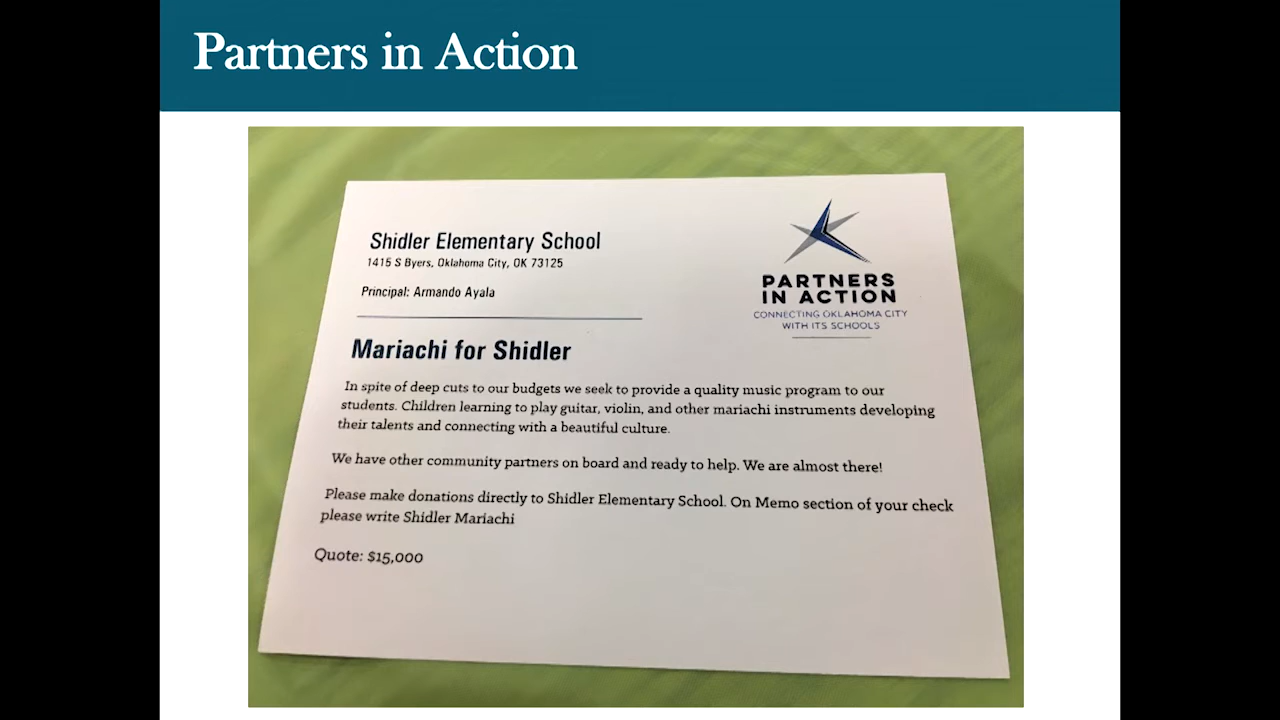 Partners in Action
Shidler Elementary School
1415 S Byers, Oklahoma City, OK 73125
Principal: Armando Ayala
PARTNERS
IN ACTION
CONNECTING OKLAHOMA CITY
WITH ITS SCHOOLS
Mariachi for Shidler
In spite of deep cuts to our budgets we seek to provide a quality music program to our
students. Children learning to play guitar, violin, and other mariachi instruments developing
their talents and connecting with a beautiful culture.
We have other community partners on board and ready to help. We are almost there!
Please make donations directly to Shidler Elementary School. On Memo section of your check
please write Shidler Mariachi
Quote: $15,000